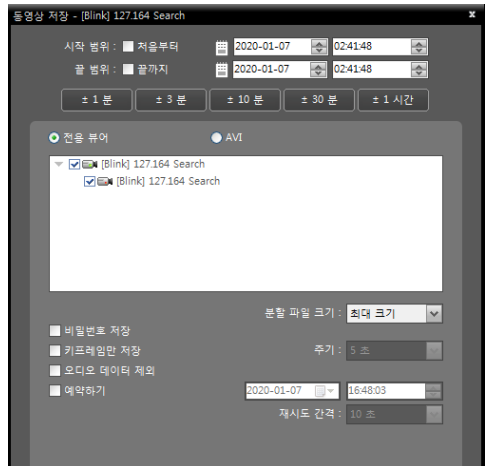 동영상 저장 - [Blink] 127.164 Search x
시작 범위 : 처음부터 2020-01-07 02:41:48
끝 범위 : 끝까지 2020-01-07 02:41:48
± 1 분 ± 3 분 ± 10 분 ± 30 분 ± 1 시간
전용 뷰어 AVI
[Blink] 127.164 Search
[Blink] 127.164 Search
분할 파일 크기 : 최대 크기
비밀번호 저장
키프레임만 저장 주기 : 5 초
오디오 데이터 제외
예약하기 2020-01-07 16:48:03
재시도 간격 : 10 초